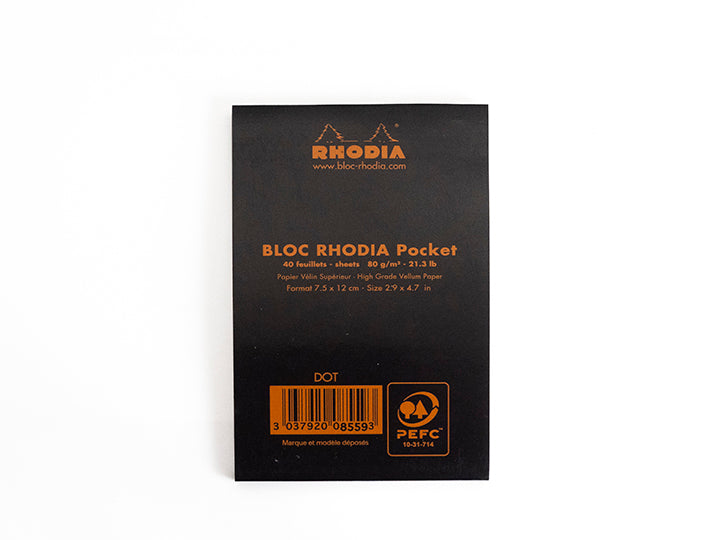 RHODIA®
www.bloc-rhodia.com
BLOC RHODIA Pocket
40 feuillets - sheets 80 g/m² - 21.3 lb
Papier Vélin Supérieur - High Grade Vellum Paper
Format 7.5 x 12 cm - Size 2.9 x 4.7 in
DOT
3 037920 085593
Marque et modèle déposés
PEFC™
10-31-714